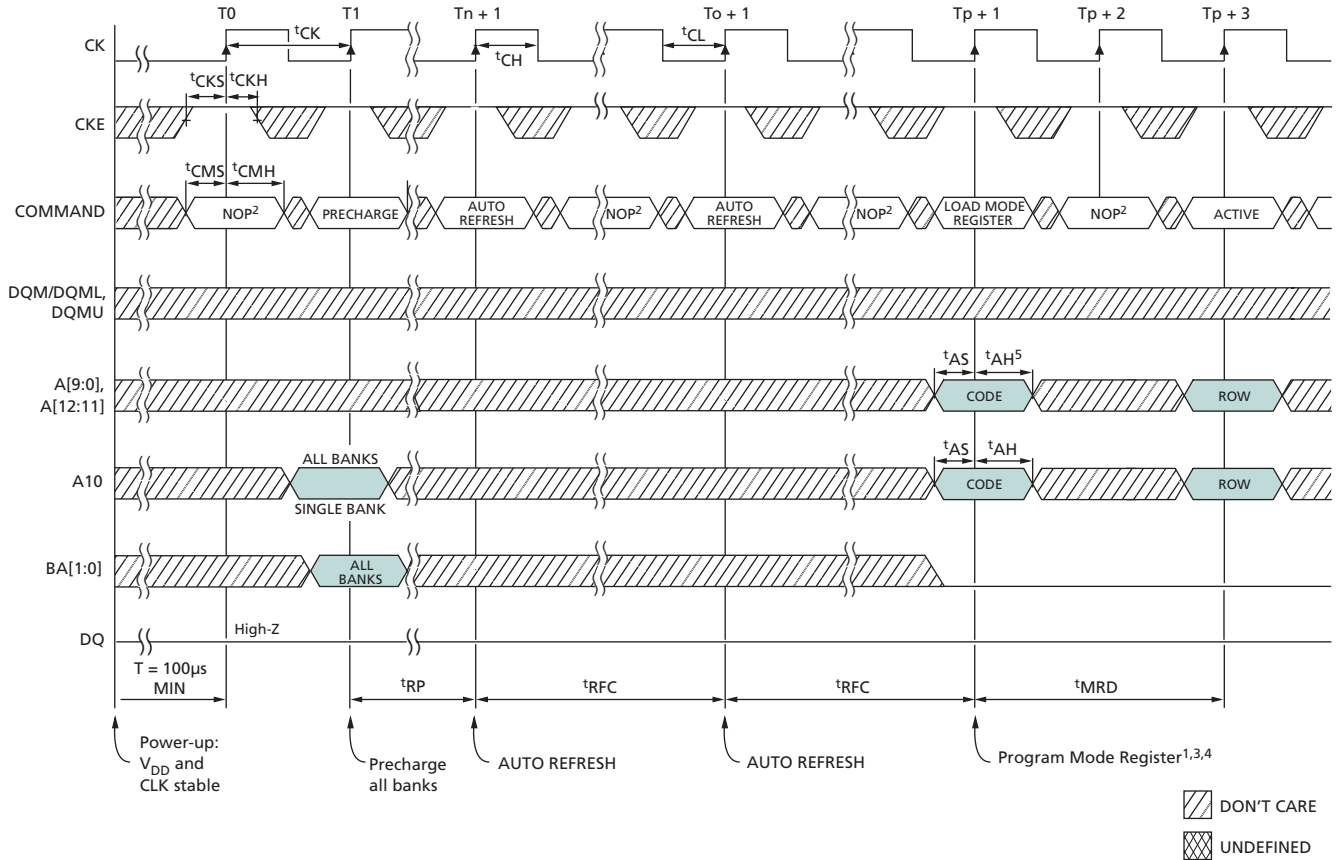 T0 T1 Tn + 1 To + 1 Tp + 1 Tp + 2 Tp + 3
CK
tCK
tCH
tCL
tCKS tCKH
CKE
tCMS tCMH
COMMAND
NOP² PRECHARGE AUTO REFRESH NOP² AUTO REFRESH NOP² LOAD MODE REGISTER NOP² ACTIVE
DQM/DQML,
DQMU
tAS tAH⁵
A[9:0],
A[12:11]
CODE ROW
ALL BANKS
tAS tAH
A10
CODE ROW
SINGLE BANK
BA[1:0]
ALL
BANKS
DQ
High-Z
T = 100µs
MIN
tRP tRFC tRFC tMRD
Power-up:
VDD and
CLK stable
Precharge
all banks
AUTO REFRESH
AUTO REFRESH
Program Mode Register1,3,4
DON'T CARE
UNDEFINED